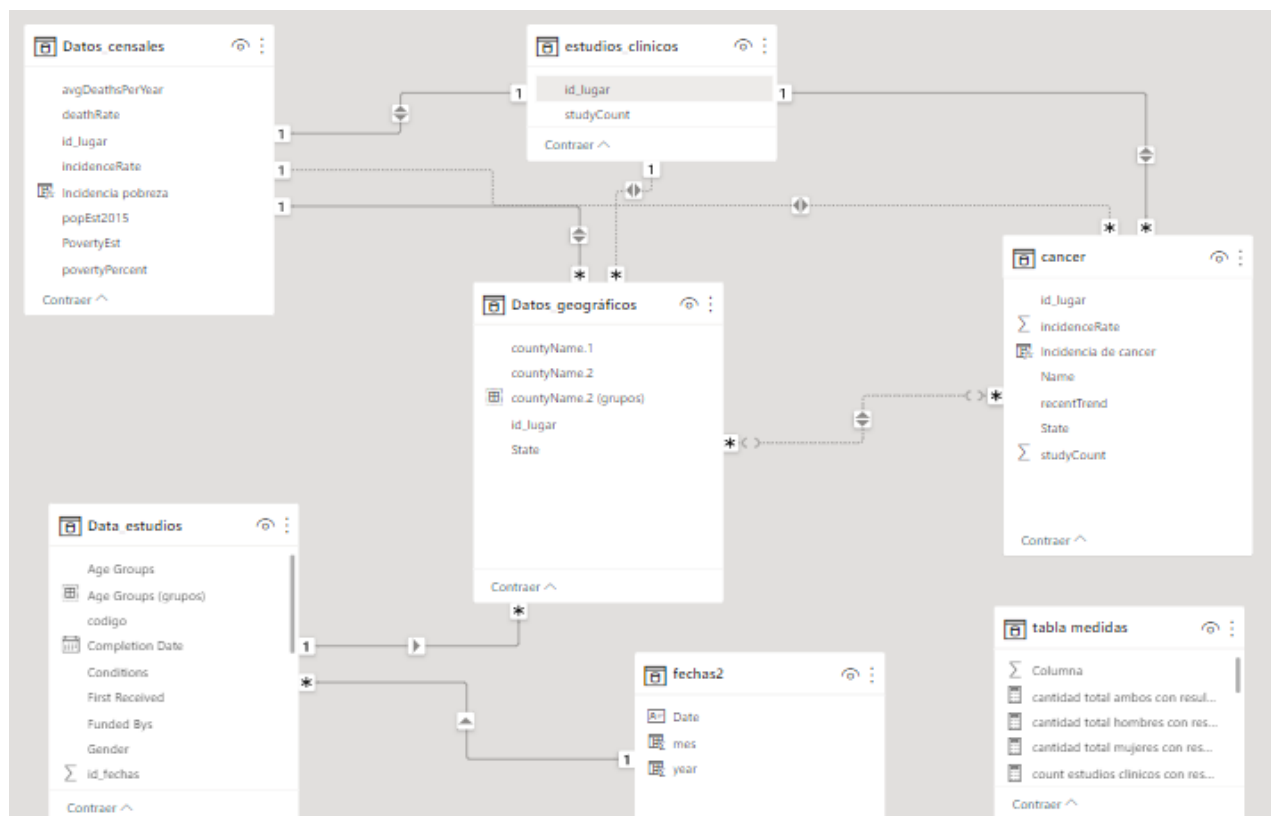 Datos_censales
avgDeathsPerYear
deathRate
id_lugar
incidenceRate
Incidencia pobreza
popEst2015
PovertyEst
povertyPercent
Contraer
estudios_clinicos
id_lugar
studyCount
Contraer
1
1
1
1
1
1
*
*
*
*
cancer
id_lugar
incidenceRate
Incidencia de cancer
Name
recentTrend
State
studyCount
Contraer
Datos_geográficos
countyName.1
countyName.2
countyName.2 (grupos)
id_lugar
State
Contraer
*
*
*
Data_estudios
Age Groups
Age Groups (grupos)
codigo
Completion Date
Conditions
First Received
Funded Bys
Gender
id_fechas
Contraer
1
*
fechas2
Date
mes
year
1
tabla medidas
Columna
cantidad total ambos con resul...
cantidad total hombres con res...
cantidad total mujeres con res...
count estudios clinicos con res...
Contraer